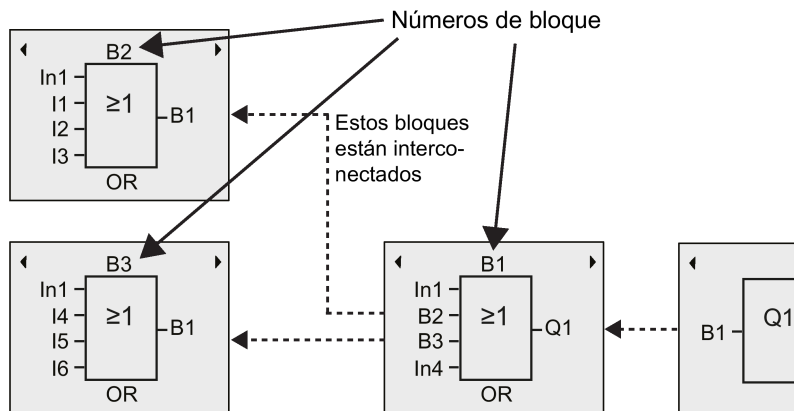 Números de bloque
B2
In1
I1
I2
I3
≥1
B1
OR
Estos bloques
están interco-
nectados
B3
In1
I4
I5
I6
≥1
B1
OR
B1
In1
B2
B3
In4
≥1
Q1
OR
B1
Q1